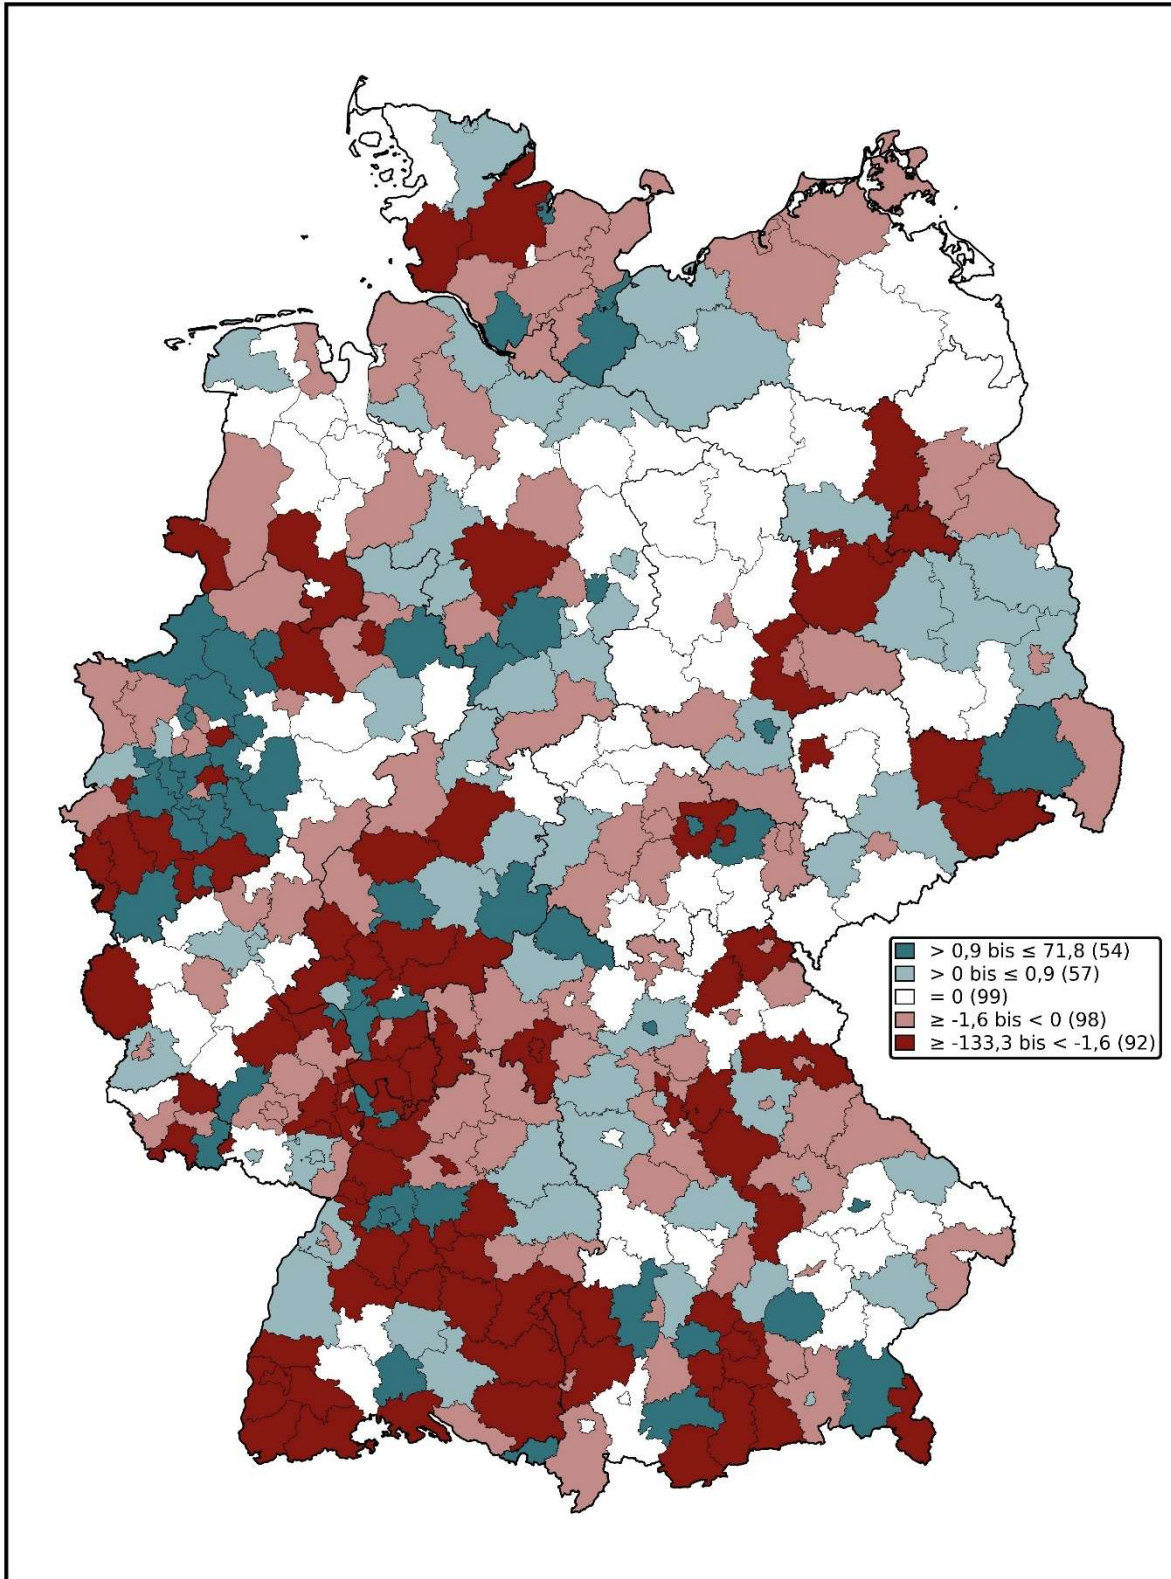 > 0,9 bis ≤ 71,8 (54)
> 0 bis ≤ 0,9 (57)
= 0 (99)
≥ -1,6 bis < 0 (98)
≥ -133,3 bis < -1,6 (92)